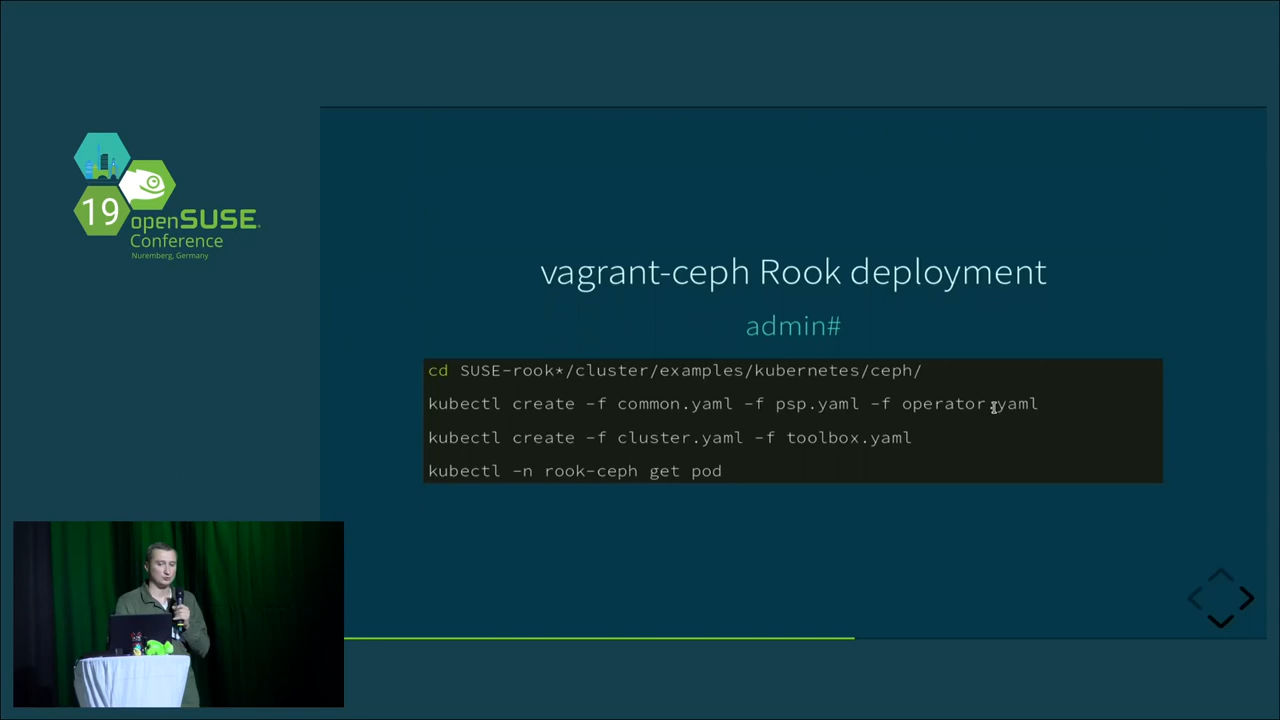 19
openSUSE
Conference
Nuremberg, Germany
vagrant-ceph Rook deployment
admin#
cd SUSE-rook*/cluster/examples/kubernetes/ceph/
kubectl create -f common.yaml -f psp.yaml -f operator.yaml
kubectl create -f cluster.yaml -f toolbox.yaml
kubectl -n rook-ceph get pod